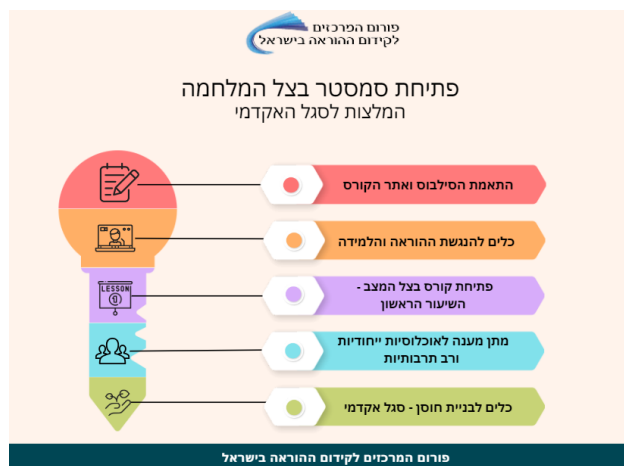 פורום המרכזים
לקידום ההוראה בישראל
פתיחת סמסטר בצל המלחמה
המלצות לסגל האקדמי
התאמת הסילבוס ואתר הקורס
כלים להנגשת ההוראה והלמידה
LESSON
פתיחת קורס בצל המצב -
השיעור הראשון
מתן מענה לאוכלוסיות ייחודיות
ורב תרבותיות
כלים לבניית חוסן - סגל אקדמי
פורום המרכזים לקידום ההוראה בישראל